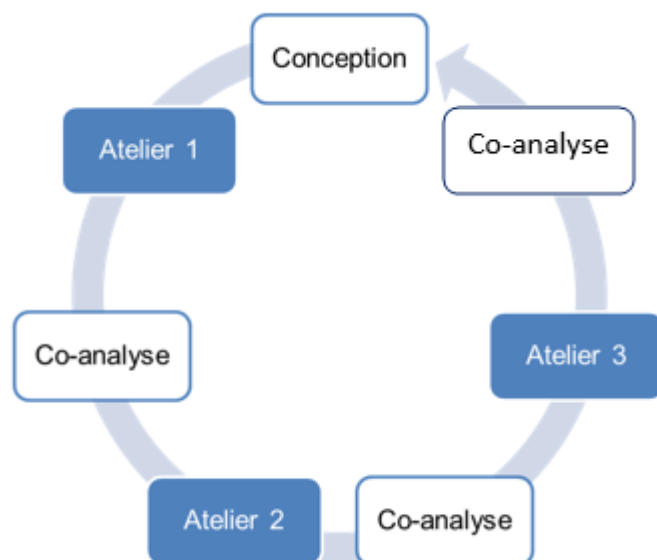 Conception
Atelier 1
Co-analyse
Atelier 2
Co-analyse
Atelier 3
Co-analyse